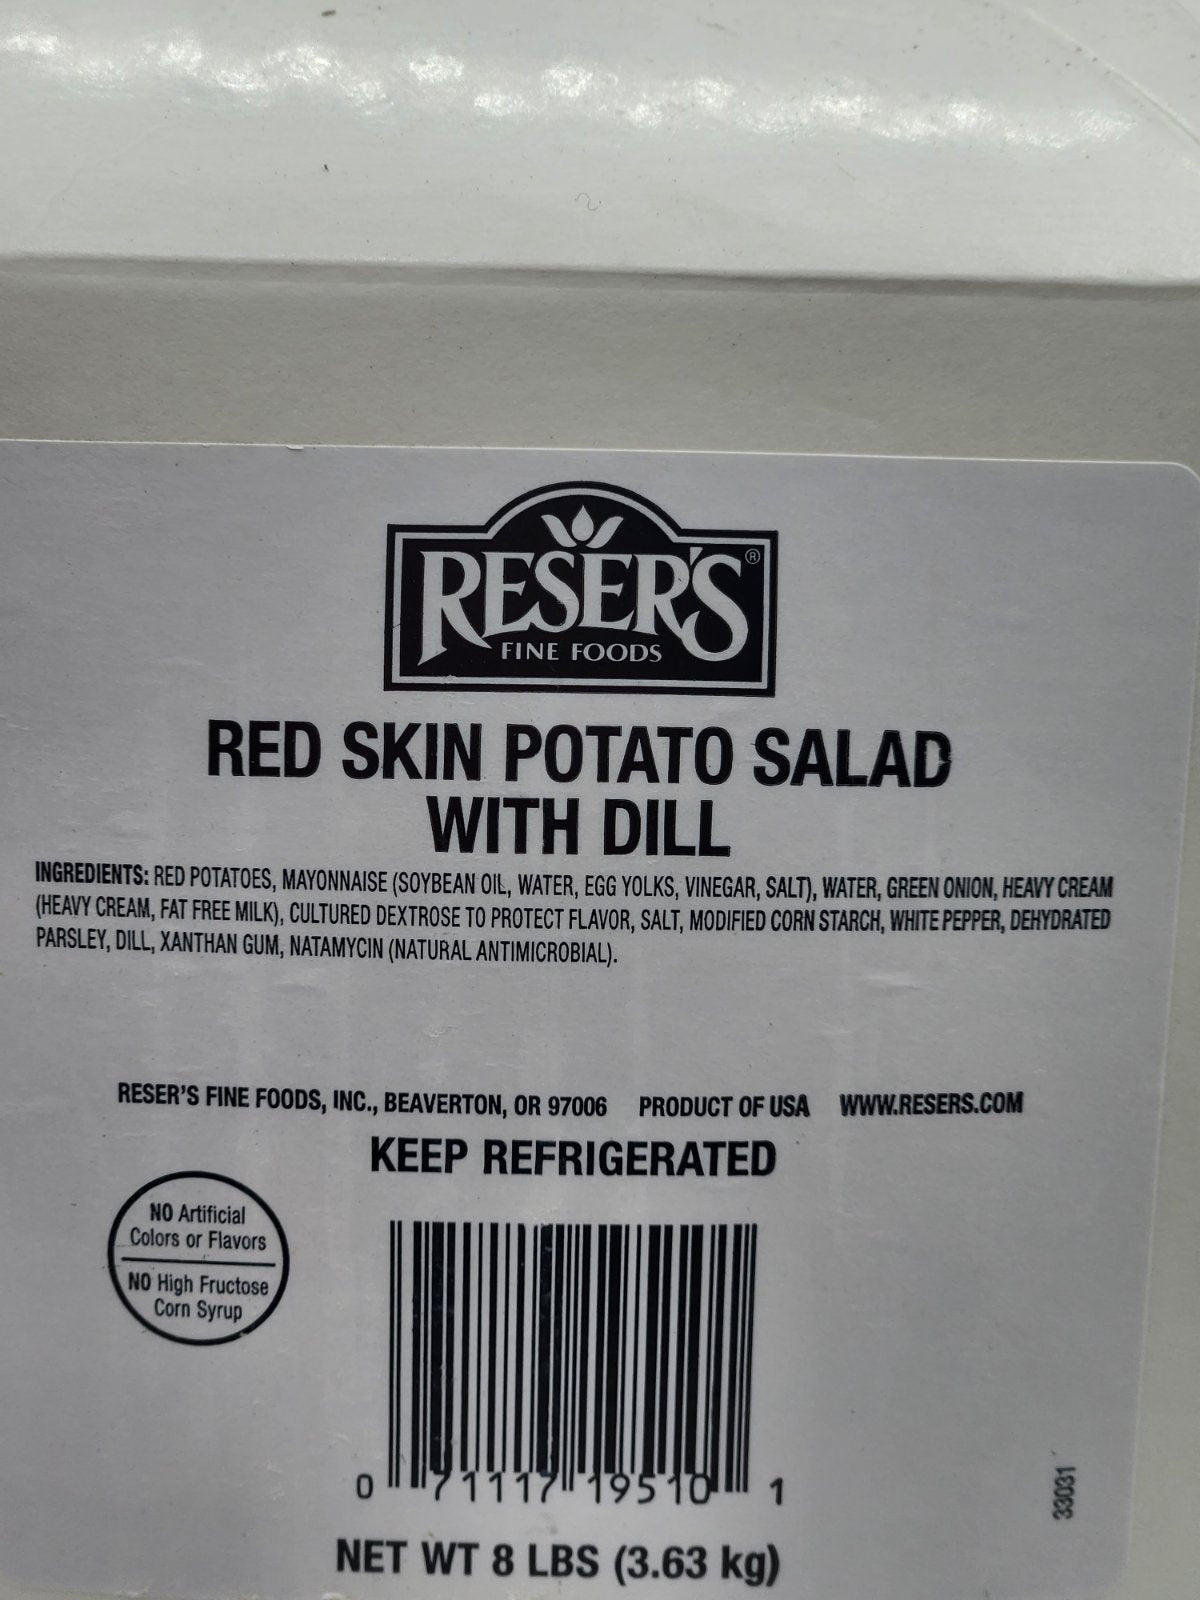 RESER'S®
FINE FOODS
RED SKIN POTATO SALAD
WITH DILL
INGREDIENTS: RED POTATOES, MAYONNAISE (SOYBEAN OIL, WATER, EGG YOLKS, VINEGAR, SALT), WATER, GREEN ONION, HEAVY CREAM
(HEAVY CREAM, FAT FREE MILK), CULTURED DEXTROSE TO PROTECT FLAVOR, SALT, MODIFIED CORN STARCH, WHITE PEPPER, DEHYDRATED
PARSLEY, DILL, XANTHAN GUM, NATAMYCIN (NATURAL ANTIMICROBIAL).
RESER'S FINE FOODS, INC., BEAVERTON, OR 97006 PRODUCT OF USA WWW.RESERS.COM
KEEP REFRIGERATED
NO Artificial
Colors or Flavors
NO High Fructose
Corn Syrup
0 71117 19510 1
33031
NET WT 8 LBS (3.63 kg)